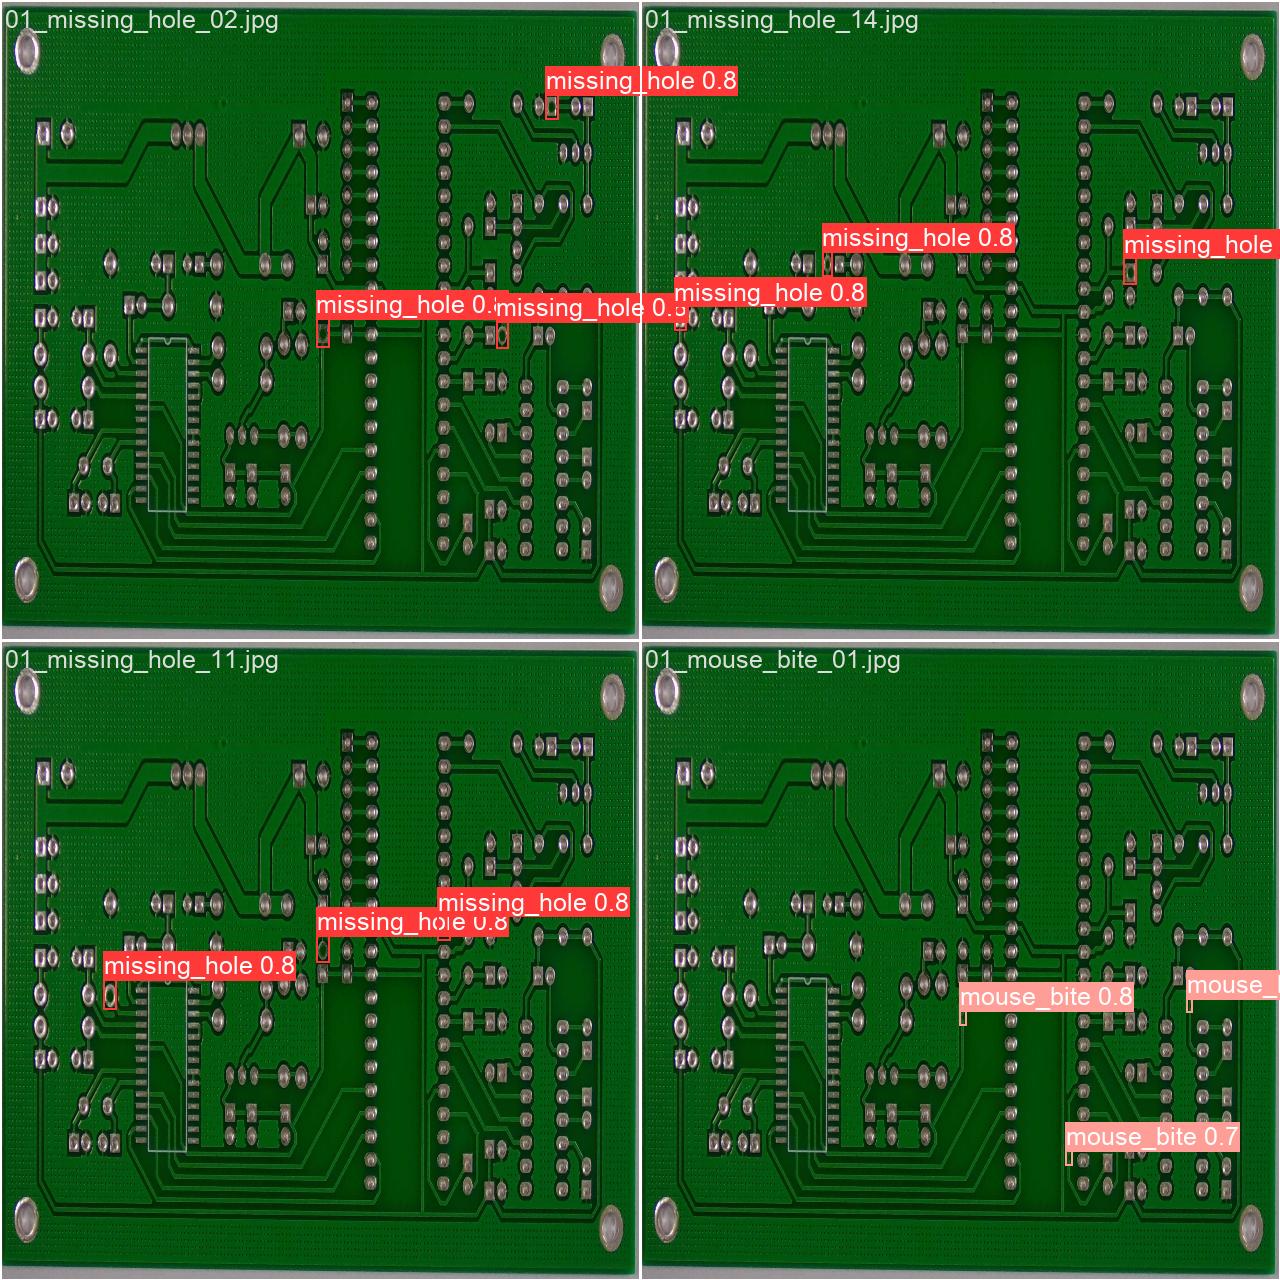 01_missing_hole_02.jpg
missing_hole 0.8
missing_hole 0.8
missing_hole 0.5
01_missing_hole_14.jpg
missing_hole 0.8
missing_hole
missing_hole 0.8
01_missing_hole_11.jpg
missing_hole 0.8
missing_hole 0.8
missing_hole 0.8
01_mouse_bite_01.jpg
mouse_bite 0.8
mouse_
mouse_bite 0.7